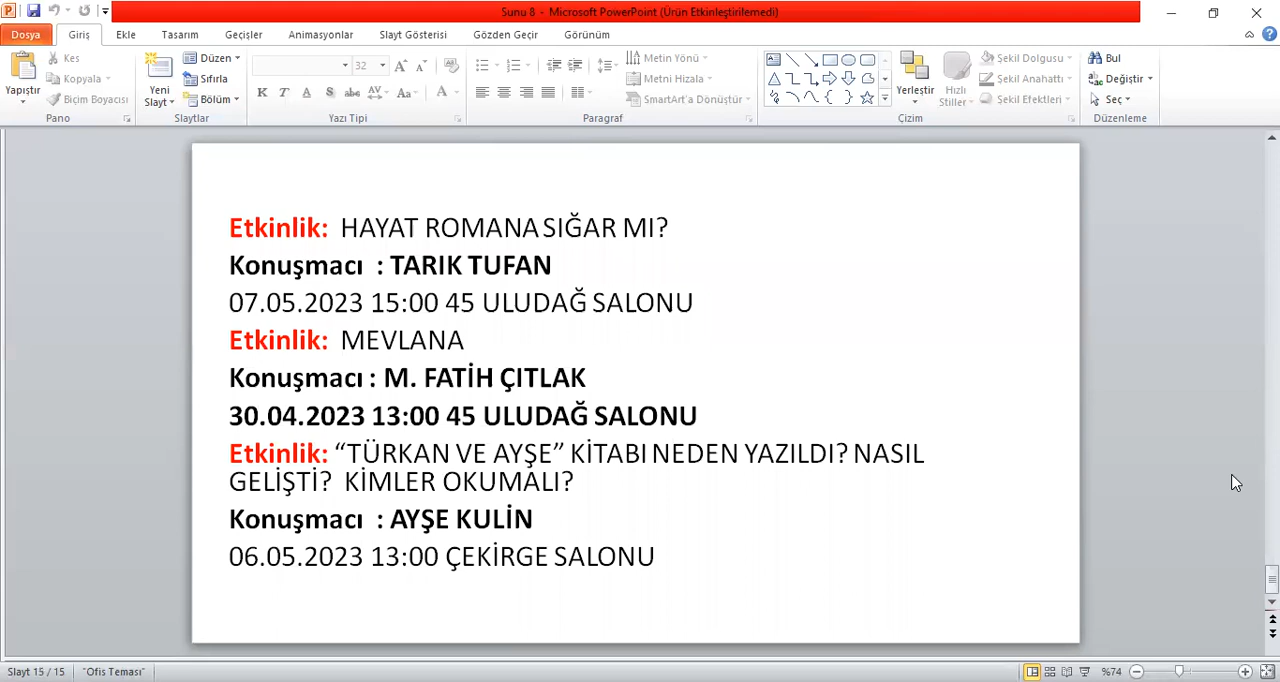 Sunu 8 - Microsoft PowerPoint (Ürün Etkinleştirilemedi)
Dosya Giriş Ekle Tasarım Geçişler Animasyonlar Slayt Gösterisi Gözden Geçir Görünüm
Yapıştır
Kes
Kopyala
Biçim Boyacısı
Pano
Yeni
Slayt
Düzen
Sıfırla
Bölüm
Slaytlar
32
K T A S abc AV Aa A
Yazı Tipi
Metin Yönü
Metni Hizala
SmartArt'a Dönüştür
Paragraf
Yerleştir
Hızlı
Stiller
Şekil Dolgusu
Şekil Anahattı
Şekil Efektleri
Çizim
Bul
Değiştir
Seç
Düzenleme
Etkinlik: HAYAT ROMANA SIĞAR MI?
Konuşmacı : TARIK TUFAN
07.05.2023 15:00 45 ULUDAĞ SALONU
Etkinlik: MEVLANA
Konuşmacı : M. FATİH ÇITLAK
30.04.2023 13:00 45 ULUDAĞ SALONU
Etkinlik: “TÜRKAN VE AYŞE” KİTABI NEDEN YAZILDI? NASIL
GELİŞTİ? KİMLER OKUMALI?
Konuşmacı : AYŞE KULİN
06.05.2023 13:00 ÇEKİRGE SALONU
Slayt 15 / 15 "Ofis Teması" %74